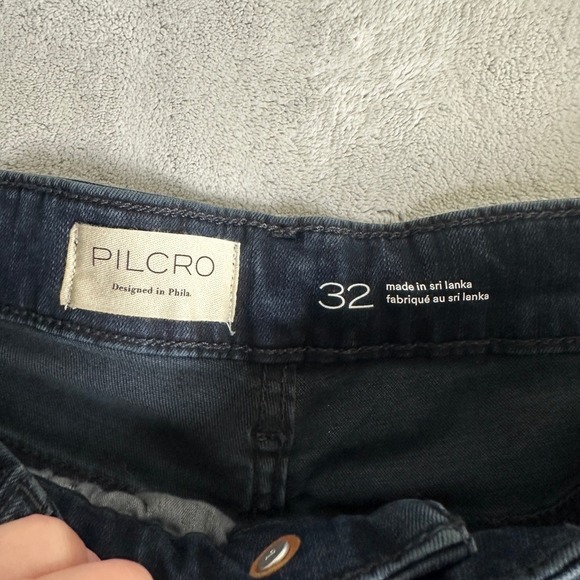 PILCRO
Designed in Phila.
32
made in sri lanka
fabriqué au sri lanka